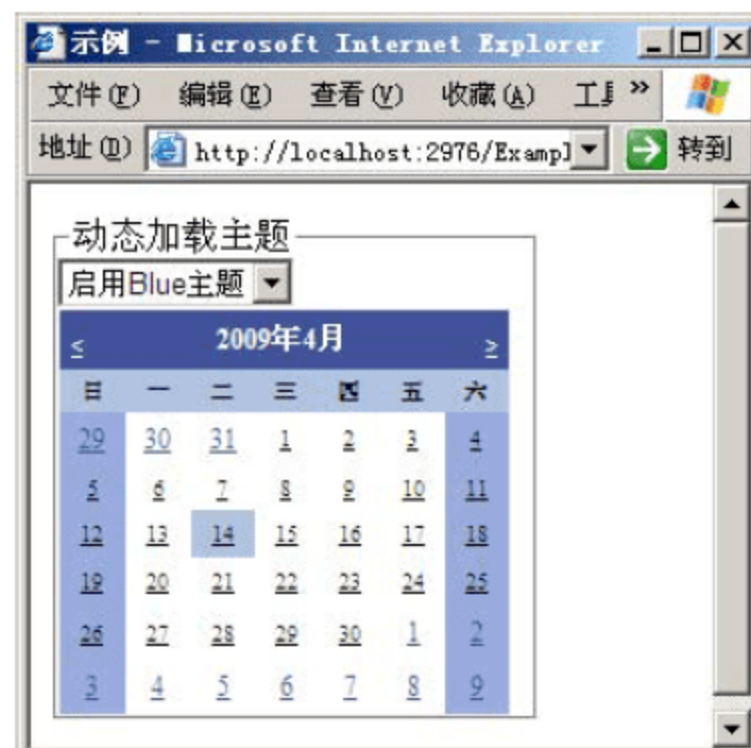 示例 - Microsoft Internet Explorer
文件(F) 编辑(E) 查看(V) 收藏(A) 工具 »
地址(D) http://localhost:2976/Exampl 转到
动态加载主题
启用Blue主题
< 2009年4月 >
日 一 二 三 四 五 六
29 30 31 1 2 3 4
5 6 7 8 9 10 11
12 13 14 15 16 17 18
19 20 21 22 23 24 25
26 27 28 29 30 1 2
3 4 5 6 7 8 9